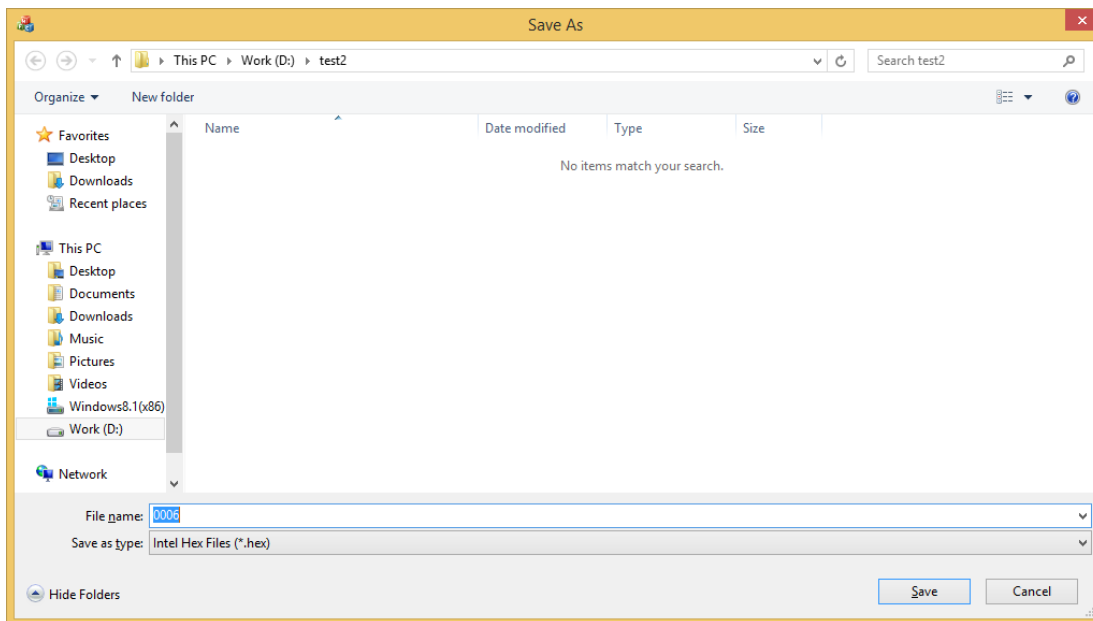 Save As
This PC Work (D:) test2 Search test2
Organize New folder
Name Date modified Type Size
No items match your search.
Favorites
Desktop
Downloads
Recent places
This PC
Desktop
Documents
Downloads
Music
Pictures
Videos
Windows8.1(x86)
Work (D:)
Network
File name: 0006
Save as type: Intel Hex Files (*.hex)
Hide Folders Save Cancel